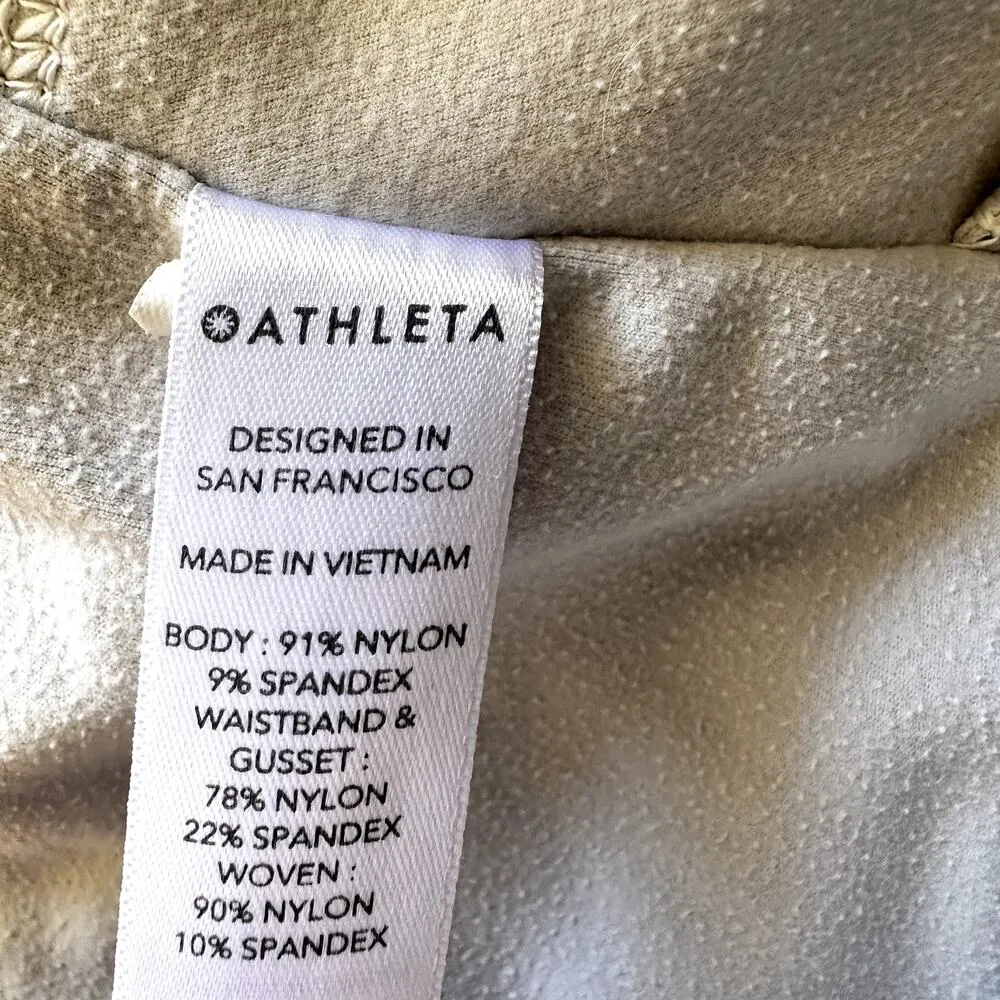 ATHLETA
DESIGNED IN
SAN FRANCISCO
MADE IN VIETNAM
BODY : 91% NYLON
9% SPANDEX
WAISTBAND &
GUSSET :
78% NYLON
22% SPANDEX
WOVEN :
90% NYLON
10% SPANDEX